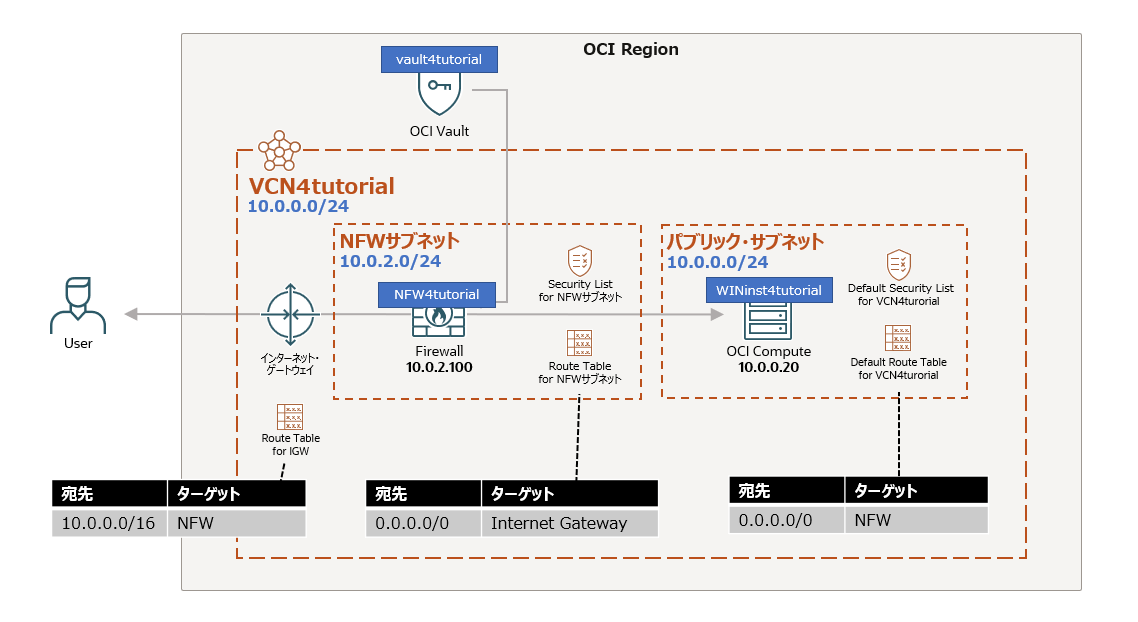 OCI Region
vault4tutorial
OCI Vault
VCN4tutorial
10.0.0.0/24
NFWサブネット
10.0.2.0/24
パブリック・サブネット
10.0.0.0/24
Security List
for NFWサブネット
WINinst4tutorial
Default Security List
for VCN4turorial
NFW4tutorial
User
インターネット・
ゲートウェイ
Firewall
10.0.2.100
x.x.x.
x.x.x.
x.x.x.
Route Table
for NFWサブネット
OCI Compute
10.0.0.20
x.x.x.
x.x.x.
x.x.x.
Default Route Table
for VCN4turorial
x.x.x.
x.x.x.
x.x.x.
Route Table
for IGW
宛先 ターゲット
10.0.0.0/16 NFW
宛先 ターゲット
0.0.0.0/0 Internet Gateway
宛先 ターゲット
0.0.0.0/0 NFW